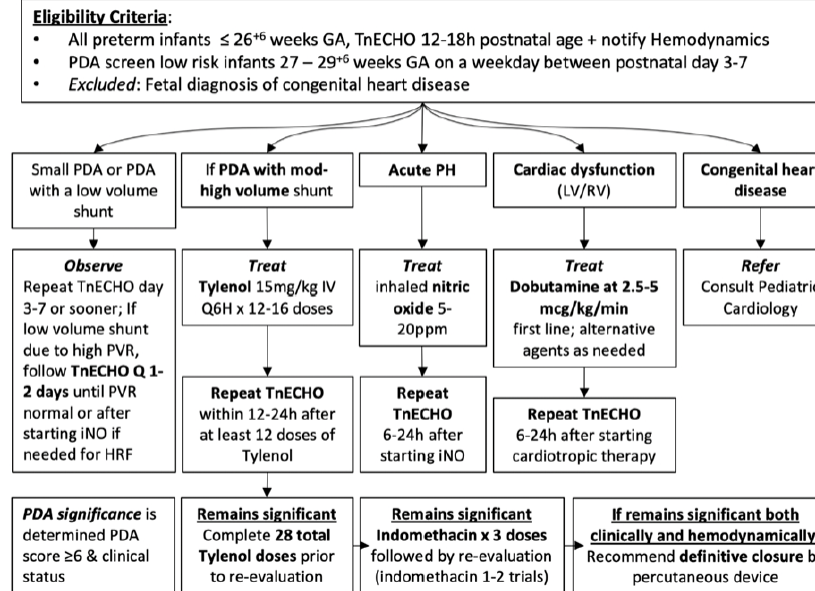 Eligibility Criteria:
• All preterm infants ≤ 26+6 weeks GA, TnECHO 12-18h postnatal age + notify Hemodynamics
• PDA screen low risk infants 27 – 29+6 weeks GA on a weekday between postnatal day 3-7
• Excluded: Fetal diagnosis of congenital heart disease
Small PDA or PDA
with a low volume
shunt
If PDA with mod-
high volume shunt
Acute PH
Cardiac dysfunction
(LV/RV)
Congenital hear
disease
Observe
Repeat TnECHO day
3-7 or sooner; If
low volume shunt
due to high PVR,
follow TnECHO Q 1-
2 days until PVR
normal or after
starting iNO if
needed for HRF
Treat
Tylenol 15mg/kg IV
Q6H x 12-16 doses
Treat
inhaled nitric
oxide 5-
20ppm
Treat
Dobutamine at 2.5-5
mcg/kg/min
first line; alternative
agents as needed
Refer
Consult Pediatri
Cardiology
Repeat TnECHO
within 12-24h after
at least 12 doses of
Tylenol
Repeat
TnECHO
6-24h after
starting iNO
Repeat TnECHO
6-24h after starting
cardiotropic therapy
PDA significance is
determined PDA
score ≥6 & clinical
status
Remains significant
Complete 28 total
Tylenol doses prior
to re-evaluation
Remains significant
Indomethacin x 3 doses
followed by re-evaluation
(indomethacin 1-2 trials)
If remains significant both
clinically and hemodynamically
Recommend definitive closure b
percutaneous device